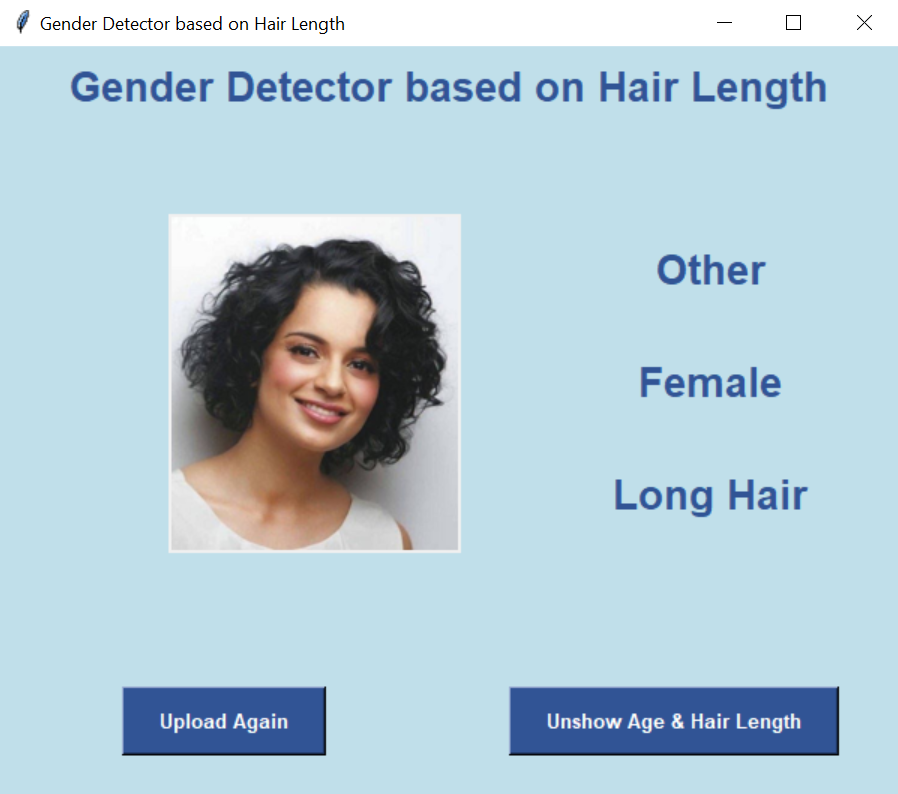 Gender Detector based on Hair Length
Gender Detector based on Hair Length
Other
Female
Long Hair
Upload Again
Unshow Age & Hair Length